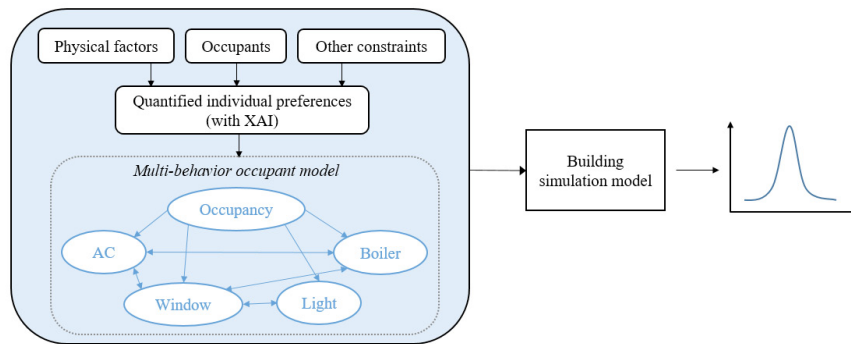 Physical factors
Occupants
Other constraints
Quantified individual preferences
(with XAI)
Multi-behavior occupant model
Occupancy
AC
Boiler
Window
Light
Building
simulation model